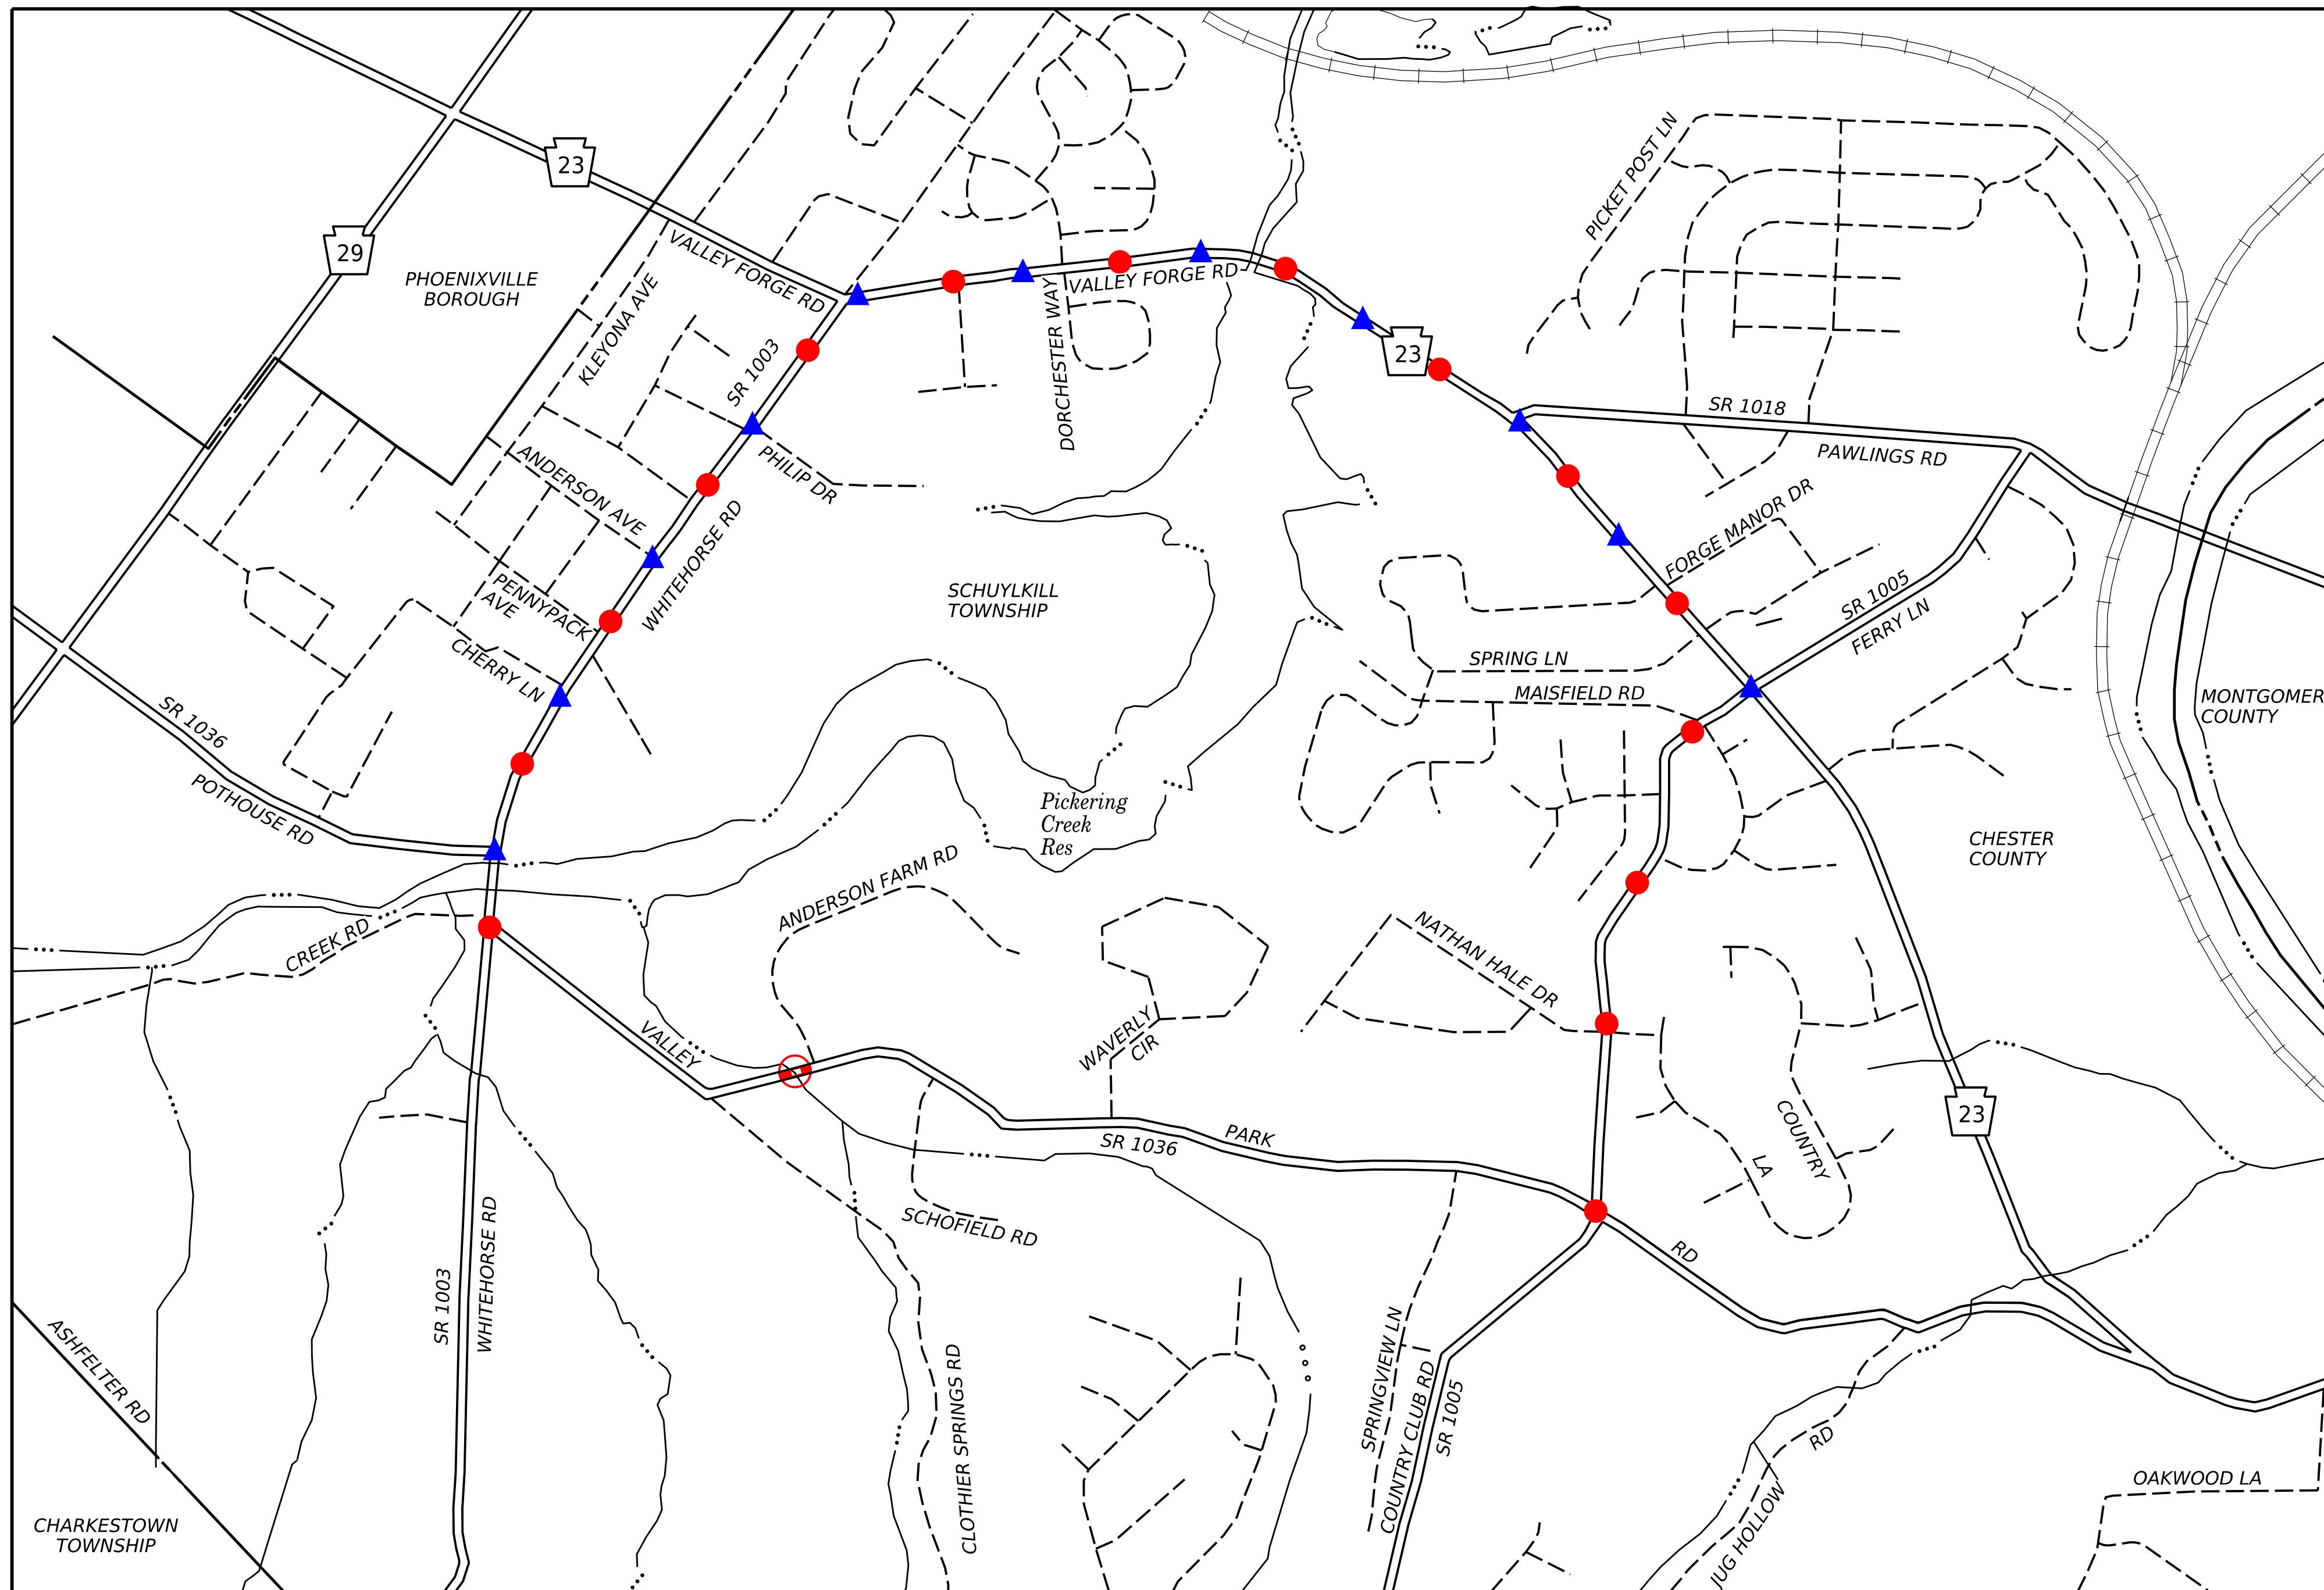 23
29
PHOENIXVILLE
BOROUGH
VALLEY FORGE RD
KLEYONA AVE
SR 1003
DORCHESTER WAY
VALLEY FORGE RD
PICKET POST LN
23
SR 1018
PAWLINGS RD
ANDERSON AVE
PHILIP DR
PENNYPACK
AVE
WHITEHORSE RD
CHERRY LN
SCHUYLKILL
TOWNSHIP
FORGE MANOR DR
SR 1005
FERRY LN
SPRING LN
MAISFIELD RD
MONTGOMER
COUNTY
SR 1036
POTHOUSE RD
Pickering
Creek
Res
CHESTER
COUNTY
ANDERSON FARM RD
CREEK RD
NATHAN HALE DR
VALLEY
WAVERLY
CIR
PARK
SR 1036
COUNTRY
LA
23
SCHOFIELD RD
RD
SR 1003
WHITEHORSE RD
ASHFELTER RD
CLOTHIER SPRINGS RD
SPRINGVIEW LN
COUNTRY CLUB RD
SR 1005
JUG HOLLOW
RD
OAKWOOD LA
CHARKESTOWN
TOWNSHIP